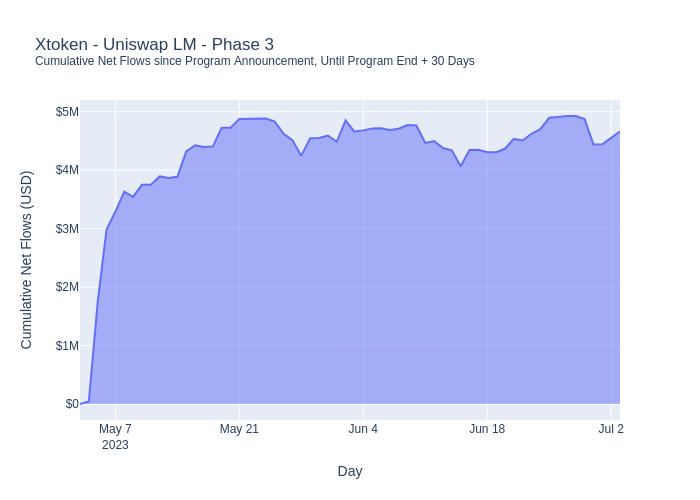 Xtoken - Uniswap LM - Phase 3
Cumulative Net Flows since Program Announcement, Until Program End + 30 Days
$5M
$4M
$3M
$2M
$1M
$0
Cumulative Net Flows (USD)
May 7
2023
May 21
Jun 4
Jun 18
Jul 2
Day